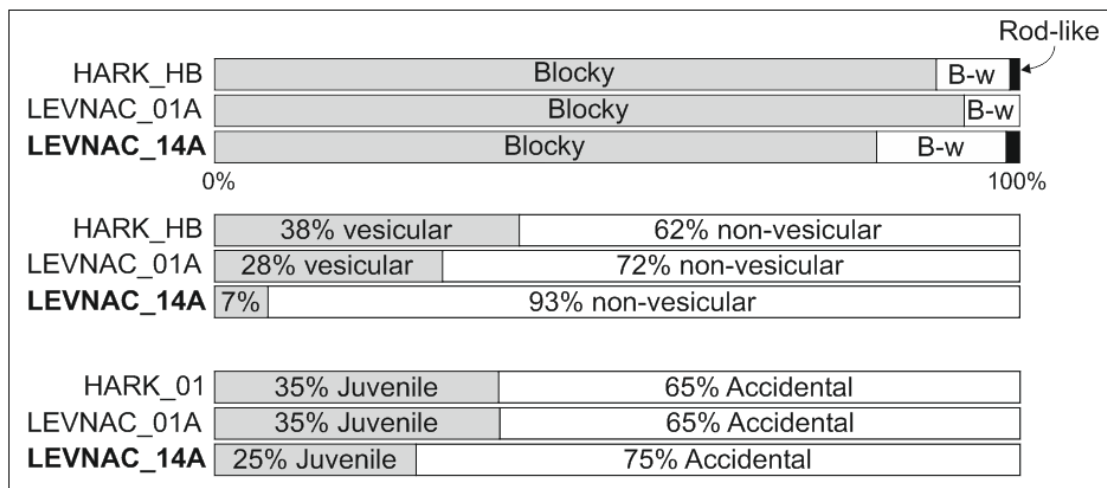 Rod-like
HARK_HB Blocky B-w
LEVNAC_01A Blocky B-w
LEVNAC_14A Blocky B-w
0% 100%
HARK_HB 38% vesicular 62% non-vesicular
LEVNAC_01A 28% vesicular 72% non-vesicular
LEVNAC_14A 7% 93% non-vesicular
HARK_01 35% Juvenile 65% Accidental
LEVNAC_01A 35% Juvenile 65% Accidental
LEVNAC_14A 25% Juvenile 75% Accidental